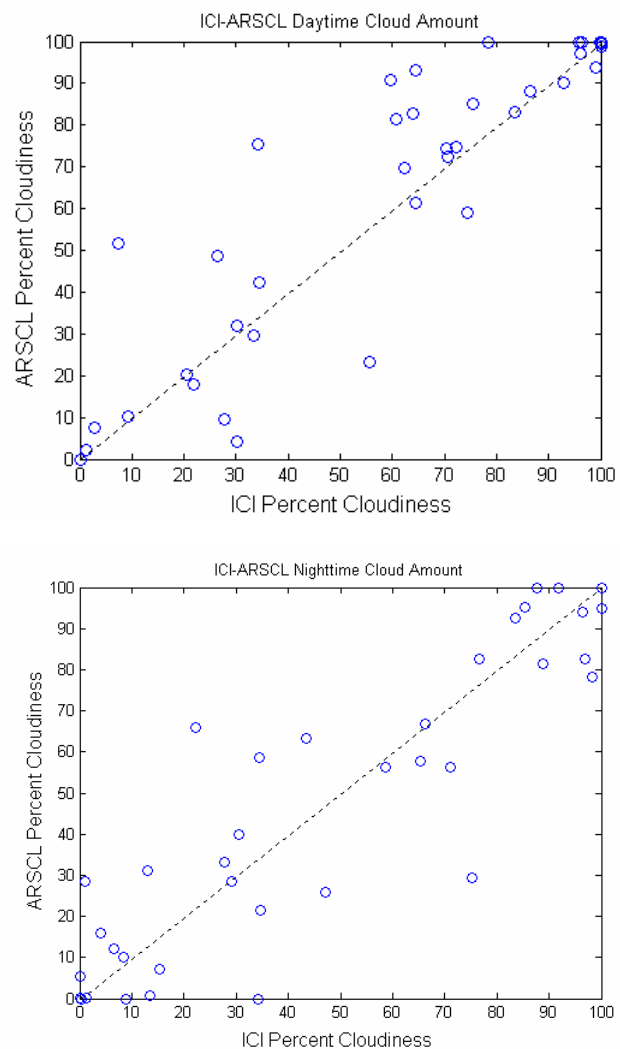 ICI-ARSCL Daytime Cloud Amount
100
90
80
70
60
50
40
30
20
10
0
ARSCL Percent Cloudiness
0 10 20 30 40 50 60 70 80 90 100
ICI Percent Cloudiness
ICI-ARSCL Nighttime Cloud Amount
100
90
80
70
60
50
40
30
20
10
0
ARSCL Percent Cloudiness
0 10 20 30 40 50 60 70 80 90 100
ICI Percent Cloudiness